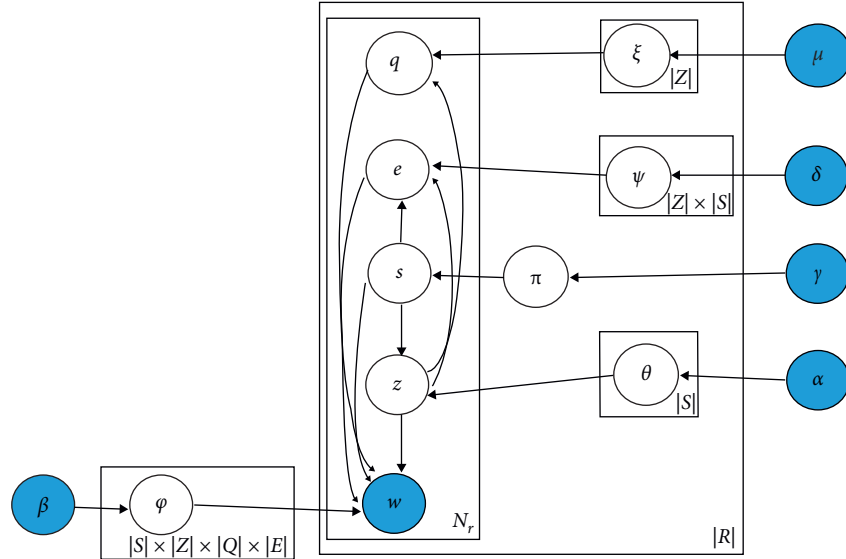 q
ξ
μ
|Z|
e
ψ
δ
|Z| × |S|
s
π
γ
z
θ
α
|S|
β
φ
w
N_r
|R|
|S| × |Z| × |Q| × |E|